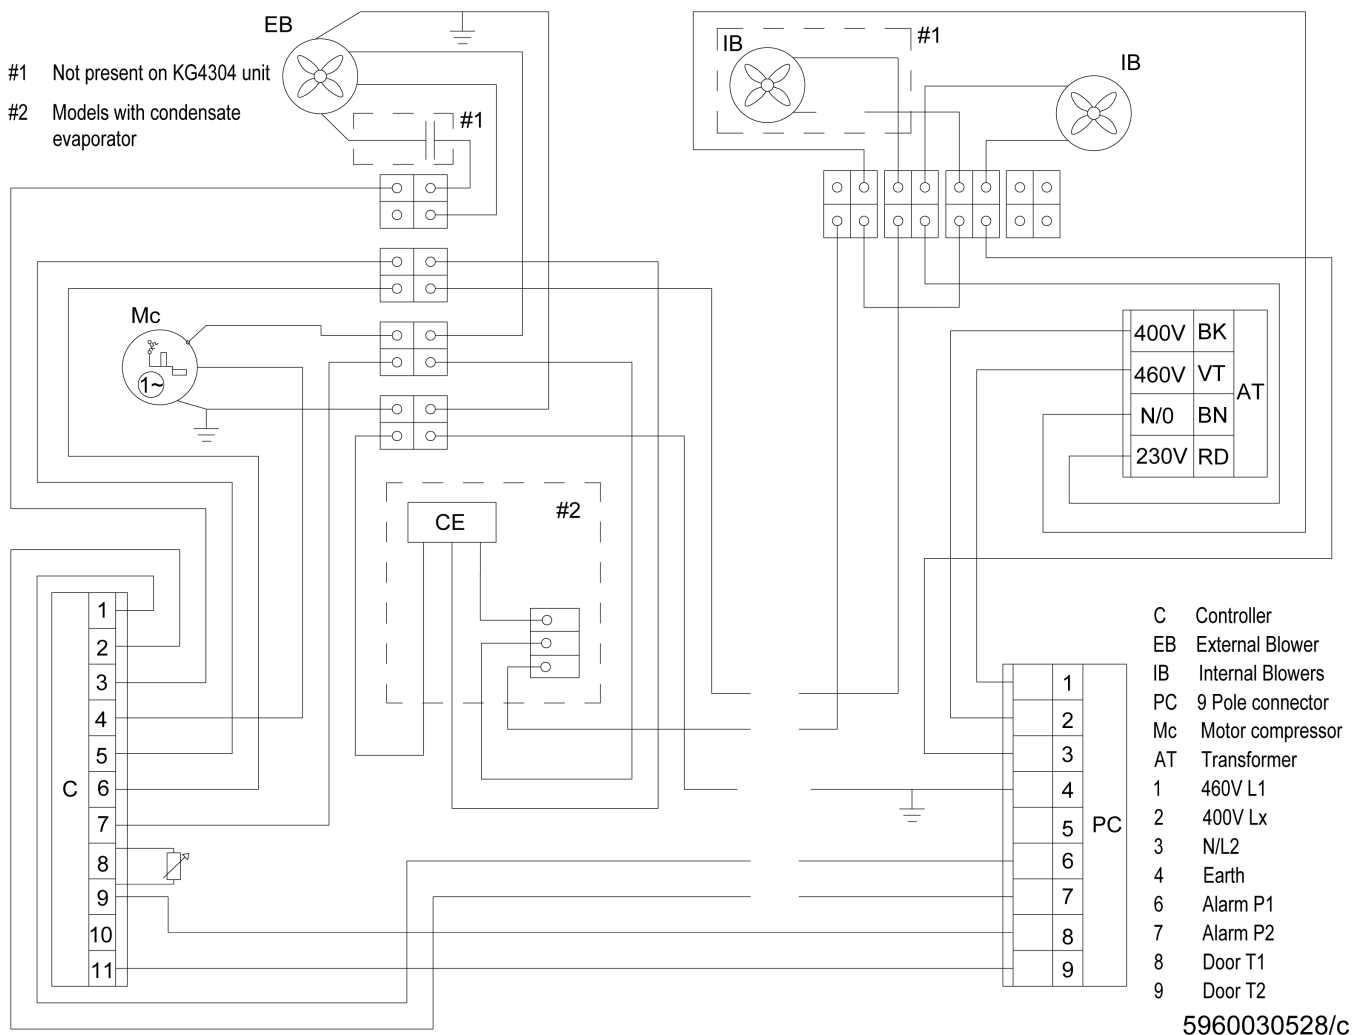 EB
#1 Not present on KG4304 unit
#2 Models with condensate
evaporator
#1
IB
#1
IB
Mc
1~
400V BK
460V VT
N/0 BN
230V RD
AT
CE
#2
C
1
2
3
4
5
6
7
8
9
10
11
1
2
3
4
5
6
7
8
9
PC
C Controller
EB External Blower
IB Internal Blowers
PC 9 Pole connector
Mc Motor compressor
AT Transformer
1 460V L1
2 400V Lx
3 N/L2
4 Earth
6 Alarm P1
7 Alarm P2
8 Door T1
9 Door T2
5960030528/c